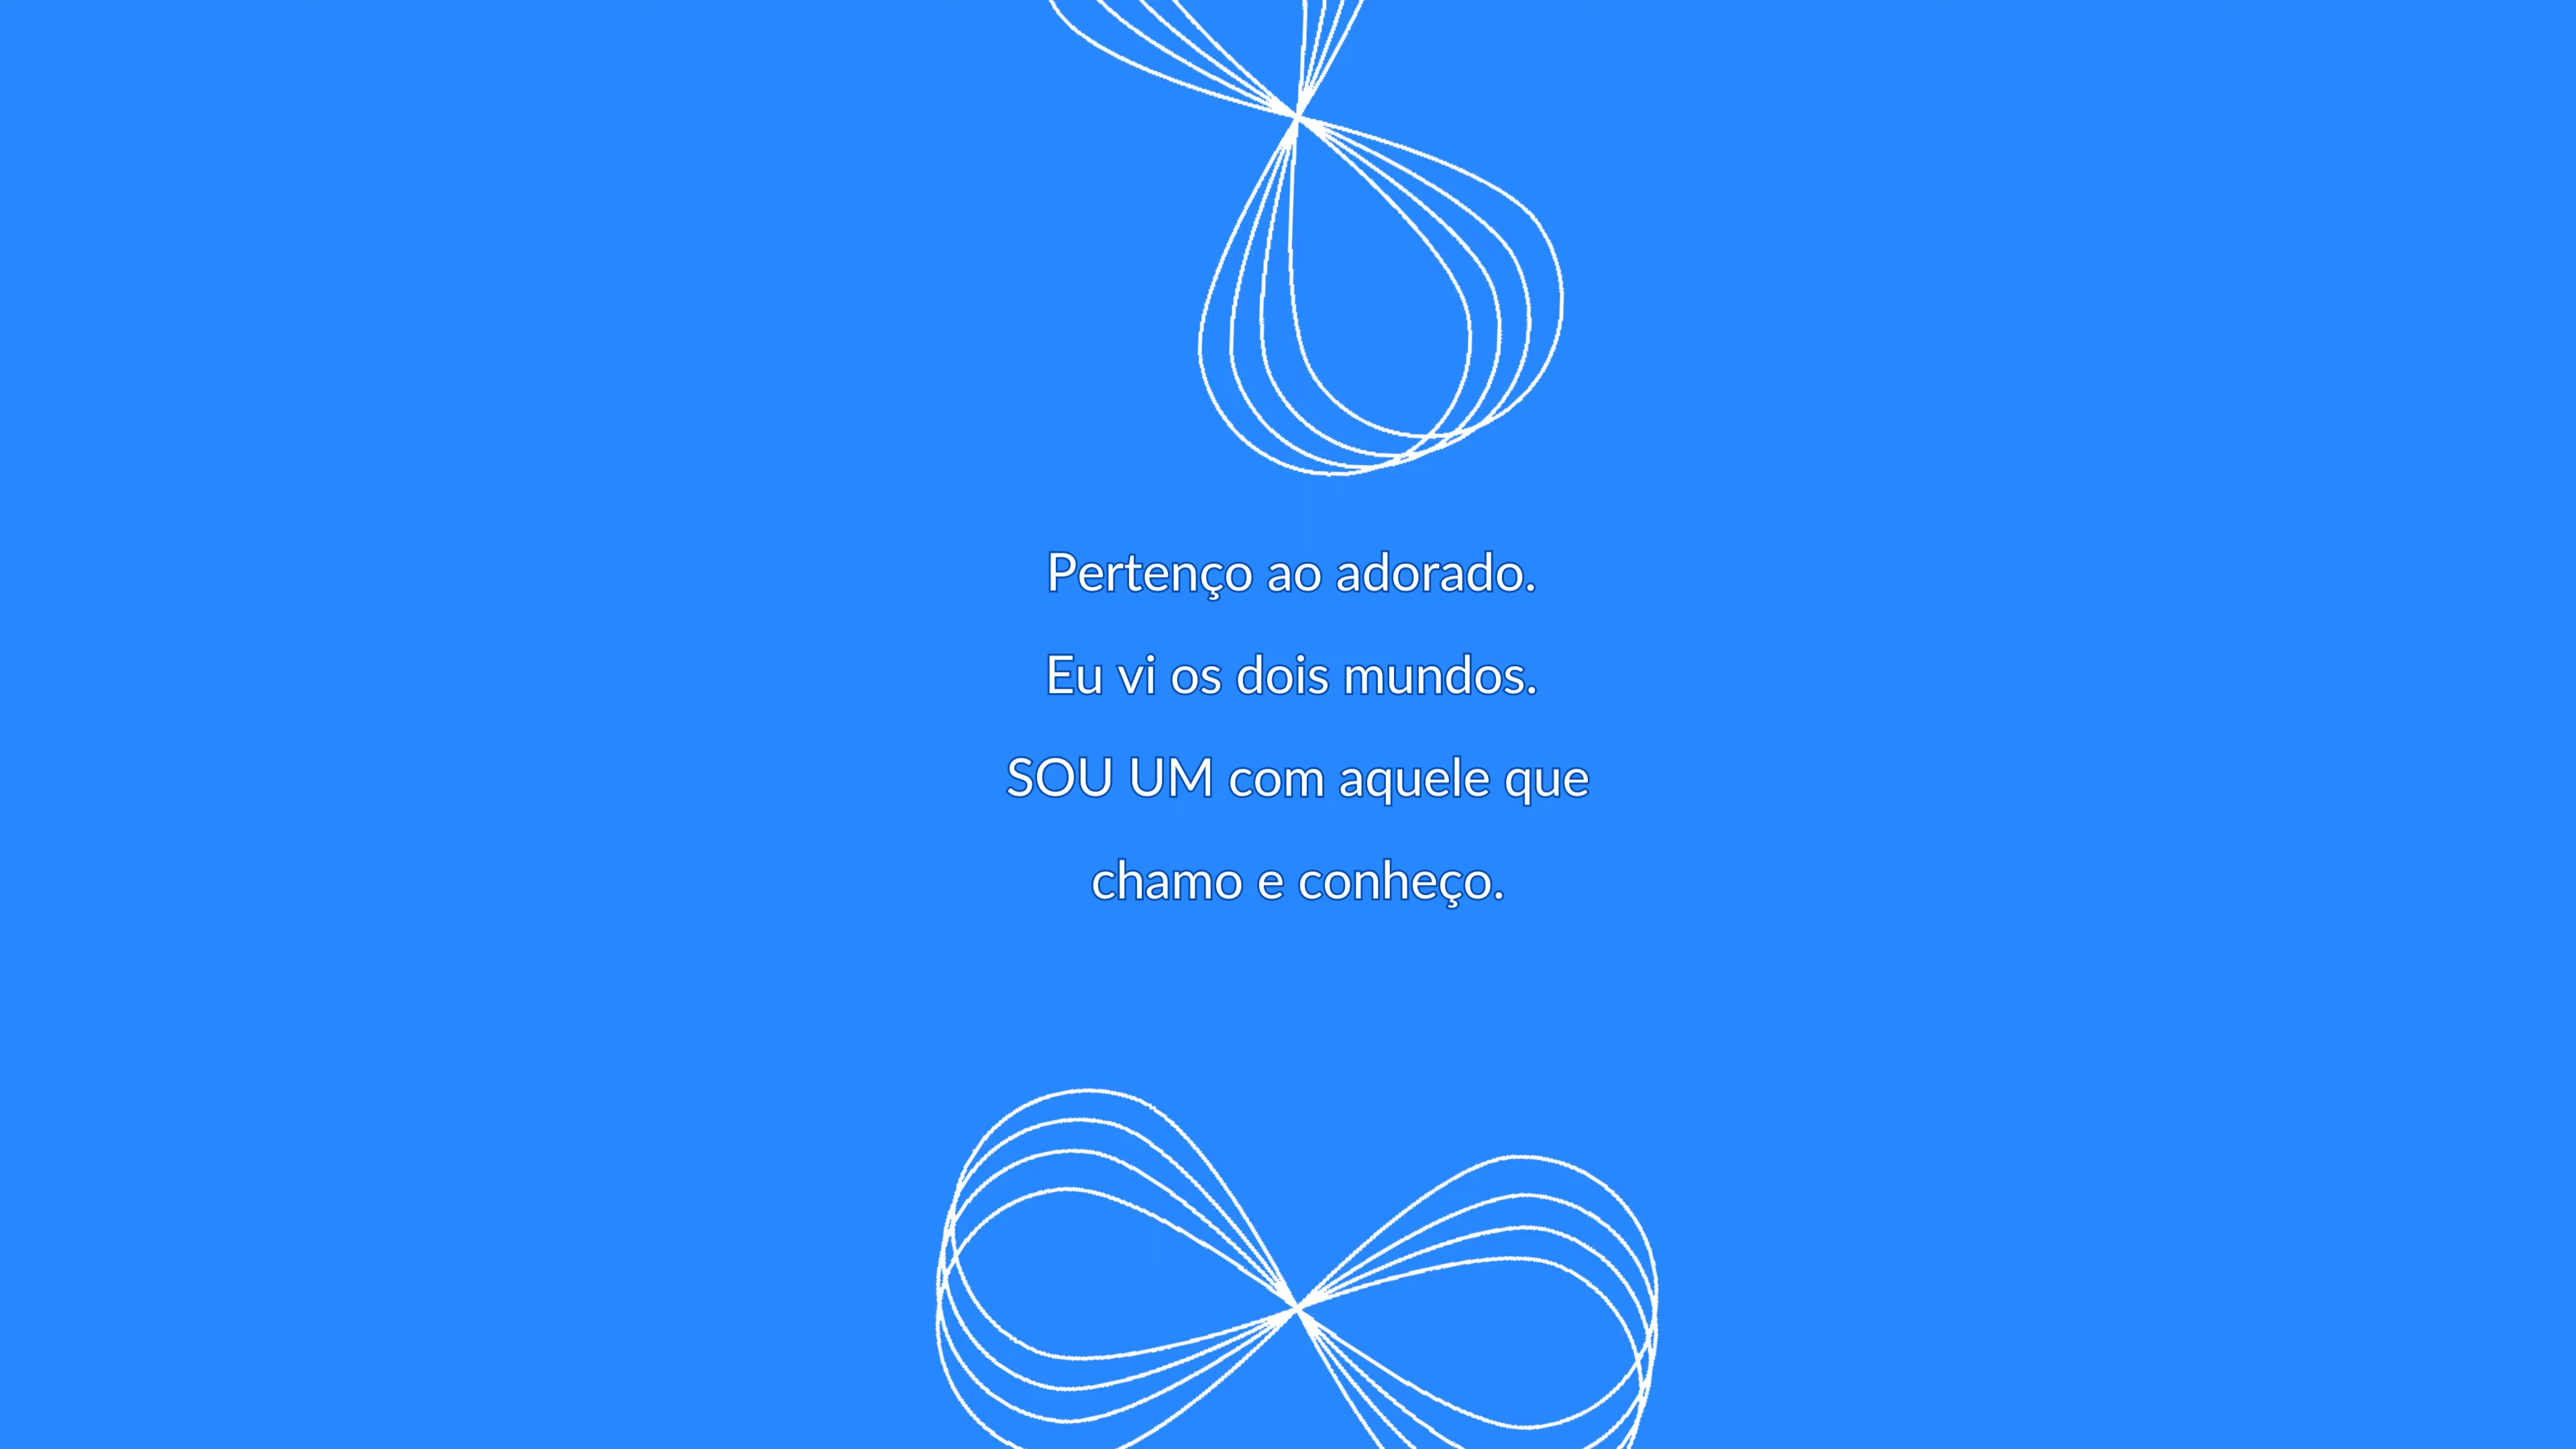 Pertenço ao adorado.
Eu vi os dois mundos.
SOU UM com aquele que
chamo e conheço.